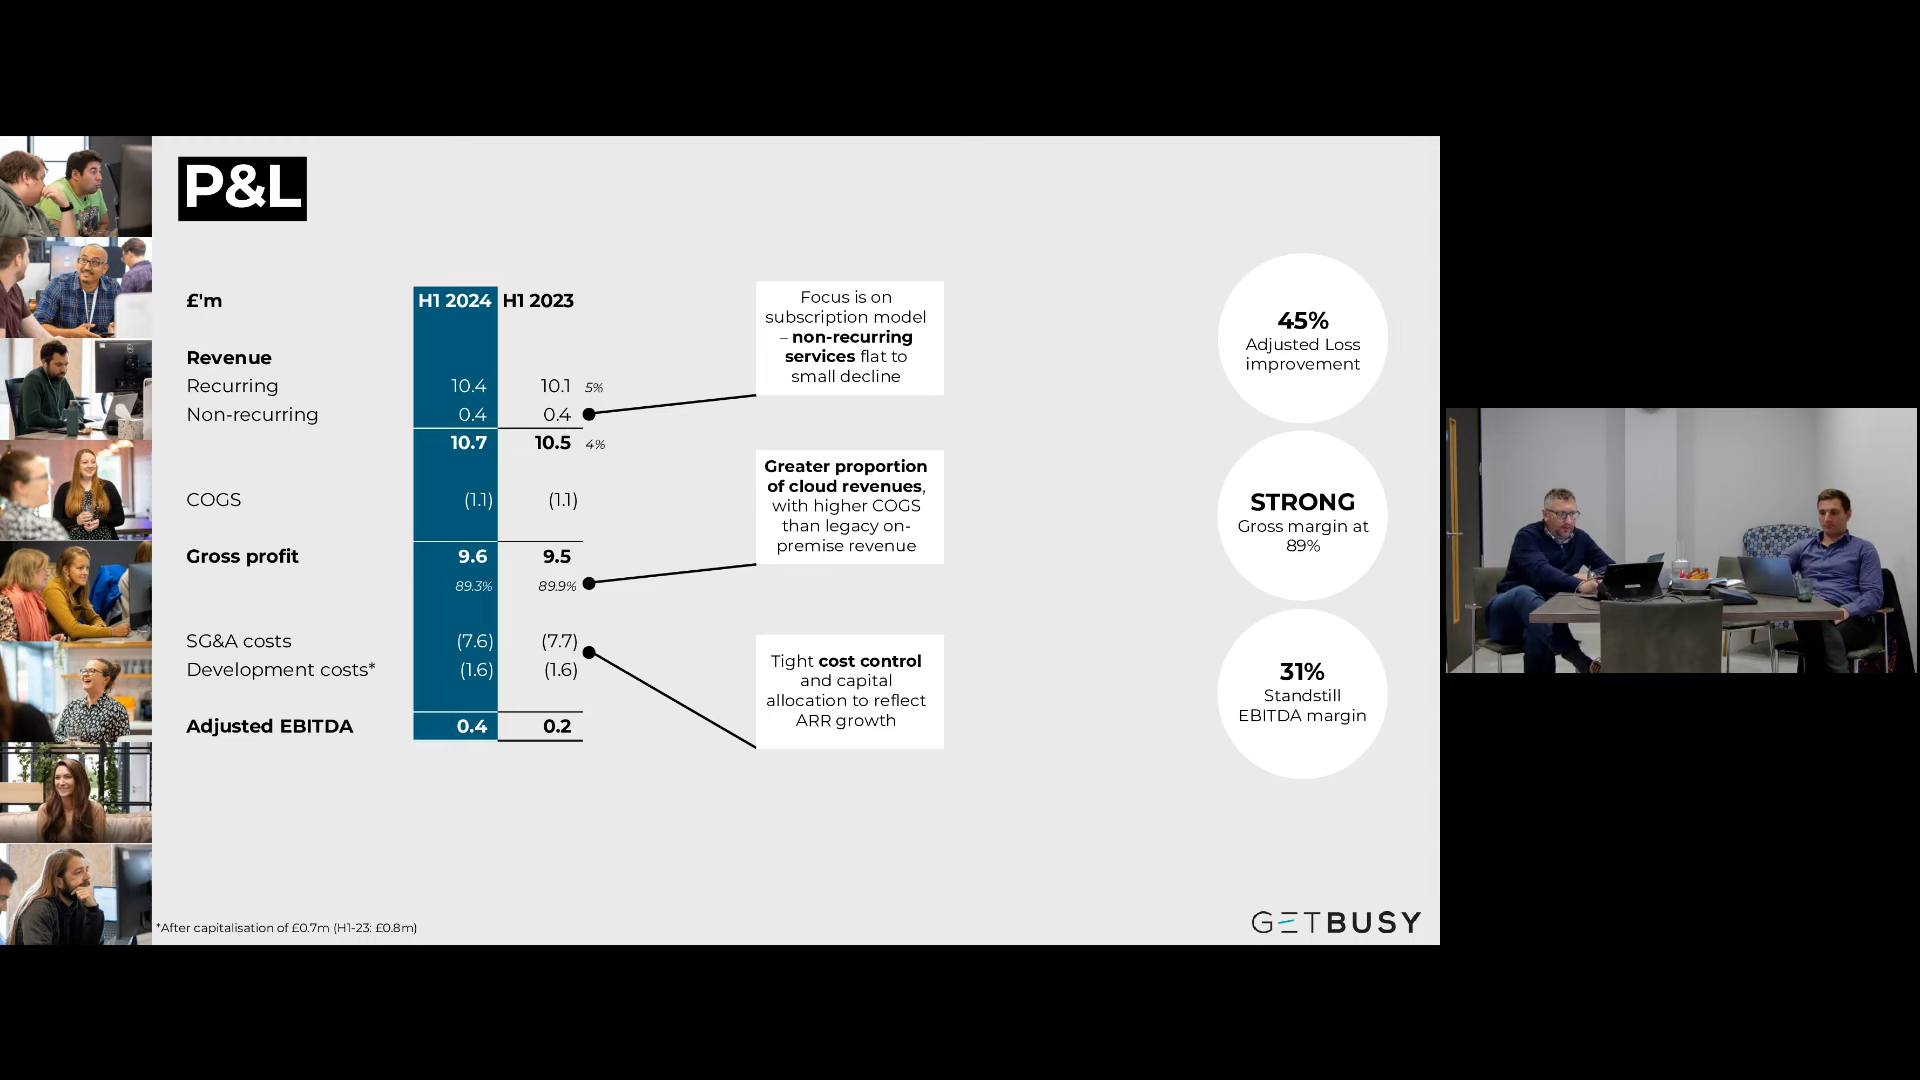 P&L
£'m H1 2024 H1 2023
Revenue
Recurring 10.4 10.1 5%
Non-recurring 0.4 0.4
10.7 10.5 4%
COGS (1.1) (1.1)
Gross profit 9.6 9.5
89.3% 89.9%
SG&A costs (7.6) (7.7)
Development costs* (1.6) (1.6)
Adjusted EBITDA 0.4 0.2
Focus is on
subscription model
– non-recurring
services flat to
small decline
Greater proportion
of cloud revenues,
with higher COGS
than legacy on-
premise revenue
Tight cost control
and capital
allocation to reflect
ARR growth
45%
Adjusted Loss
improvement
STRONG
Gross margin at
89%
31%
Standstill
EBITDA margin
*After capitalisation of £0.7m (H1-23: £0.8m)
GETBUSY